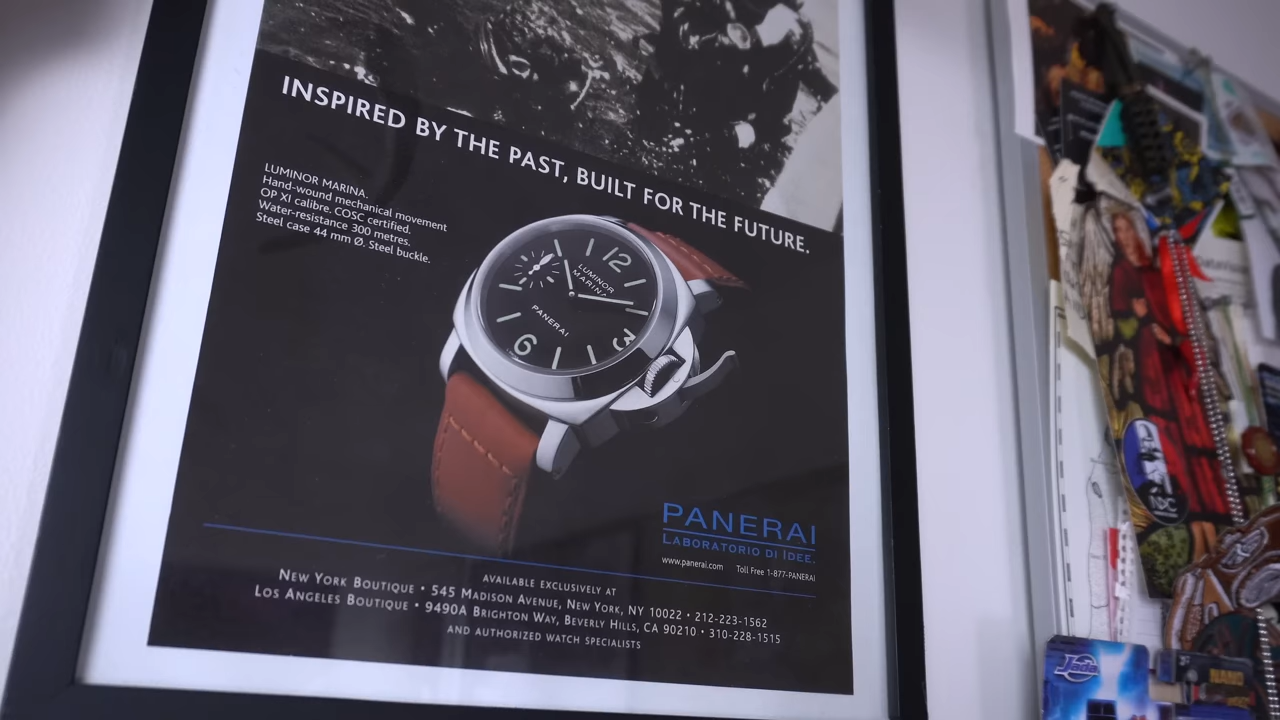 INSPIRED BY THE PAST, BUILT FOR THE FUTURE.
LUMINOR MARINA.
Hand-wound mechanical movement
OP XI calibre. COSC certified.
Water-resistance 300 metres.
Steel case 44 mm Ø. Steel buckle.
12
LUMINOR
MARINA
PANERAI
3
6
PANERAI
LABORATORIO DI IDEE.
www.panerai.com Toll Free 1-877-PANERAI
AVAILABLE EXCLUSIVELY AT
NEW YORK BOUTIQUE • 545 MADISON AVENUE, NEW YORK, NY 10022 • 212-223-1562
LOS ANGELES BOUTIQUE • 9490A BRIGHTON WAY, BEVERLY HILLS, CA 90210 • 310-228-1515
AND AUTHORIZED WATCH SPECIALISTS
Jada
NANO